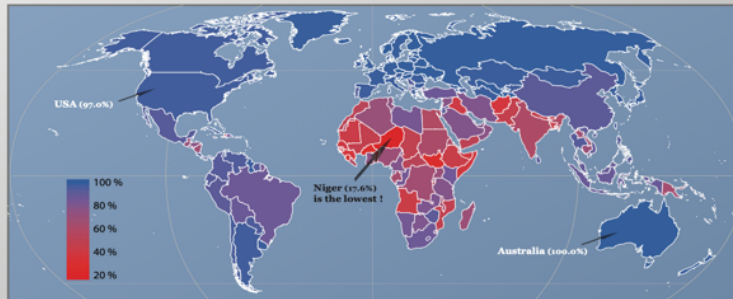 USA (97.0%)
Niger (17.6%)
is the lowest !
Australia (100.0%)
100 %
80 %
60 %
40 %
20 %